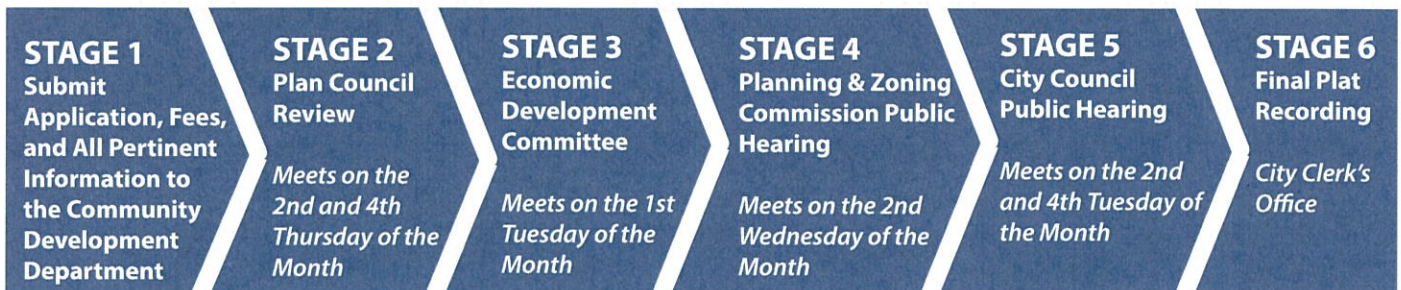 STAGE 1
Submit
Application, Fees,
and All Pertinent
Information to
the Community
Development
Department
STAGE 2
Plan Council
Review
Meets on the
2nd and 4th
Thursday of the
Month
STAGE 3
Economic
Development
Committee
Meets on the 1st
Tuesday of the
Month
STAGE 4
Planning & Zoning
Commission Public
Hearing
Meets on the 2nd
Wednesday of the
Month
STAGE 5
City Council
Public Hearing
Meets on the 2nd
and 4th Tuesday of
the Month
STAGE 6
Final Plat
Recording
City Clerk's
Office